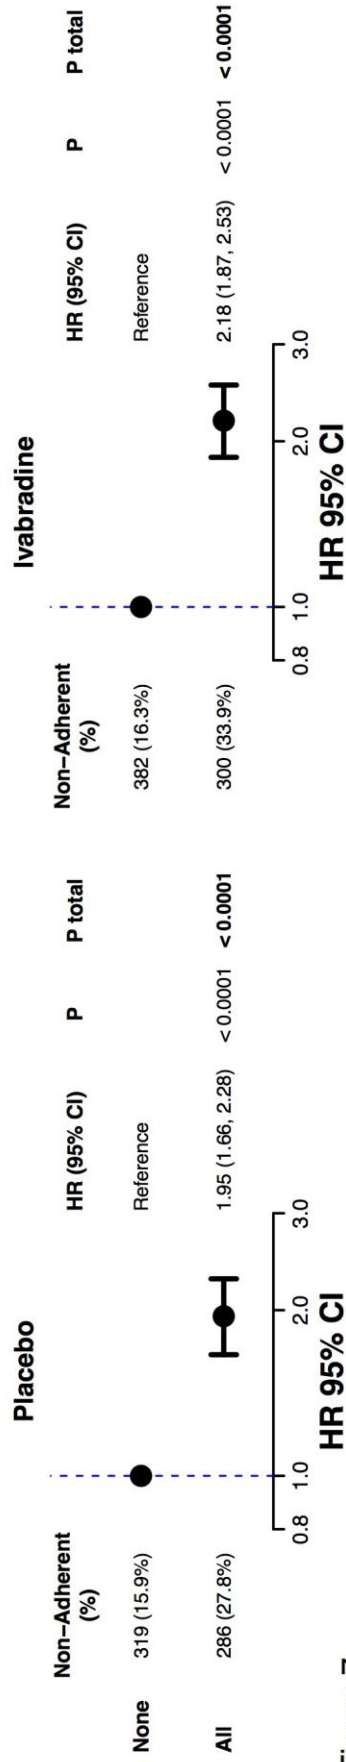 Placebo Ivabradine
Non–Adherent (%) HR (95% CI) P P total Non–Adherent (%) HR (95% CI) P P total
None 319 (15.9%) Reference 382 (16.3%) Reference
All 286 (27.8%) 1.95 (1.66, 2.28) < 0.0001 < 0.0001 300 (33.9%) 2.18 (1.87, 2.53) < 0.0001 < 0.0001
0.8 1.0 2.0 3.0 0.8 1.0 2.0 3.0
HR 95% CI HR 95% CI